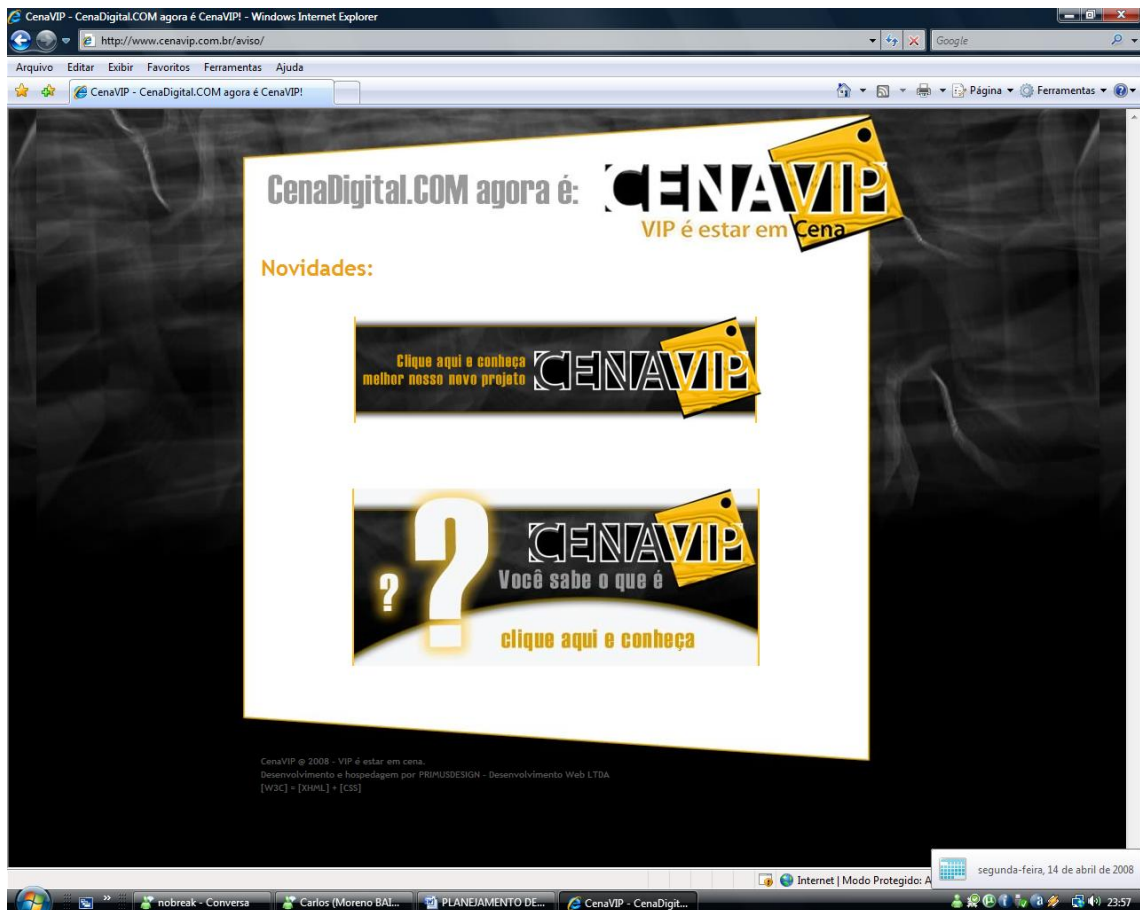 CenaVIP - CenaDigital.COM agora é CenaVIP! - Windows Internet Explorer
http://www.cenavip.com.br/aviso/
Google
Arquivo Editar Exibir Favoritos Ferramentas Ajuda
CenaVIP - CenaDigital.COM agora é CenaVIP!
Página
Ferramentas
CenaDigital.COM agora é:
CENAVIP
VIP é estar em Cena
Novidades:
Clique aqui e conheça
melhor nosso novo projeto
CENAVIP
? ?
CENAVIP
Você sabe o que é
clique aqui e conheça
CenaVIP @ 2008 - VIP é estar em cena.
Desenvolvimento e hospedagem por PRIMUSDESIGN - Desenvolvimento Web LTDA
[W3C] = [XHML] + [CSS]
Internet | Modo Protegido: A
segunda-feira, 14 de abril de 2008
nobreak - Conversa
Carlos (Moreno BAI...
PLANEJAMENTO DE...
CenaVIP - CenaDigit...
23:57